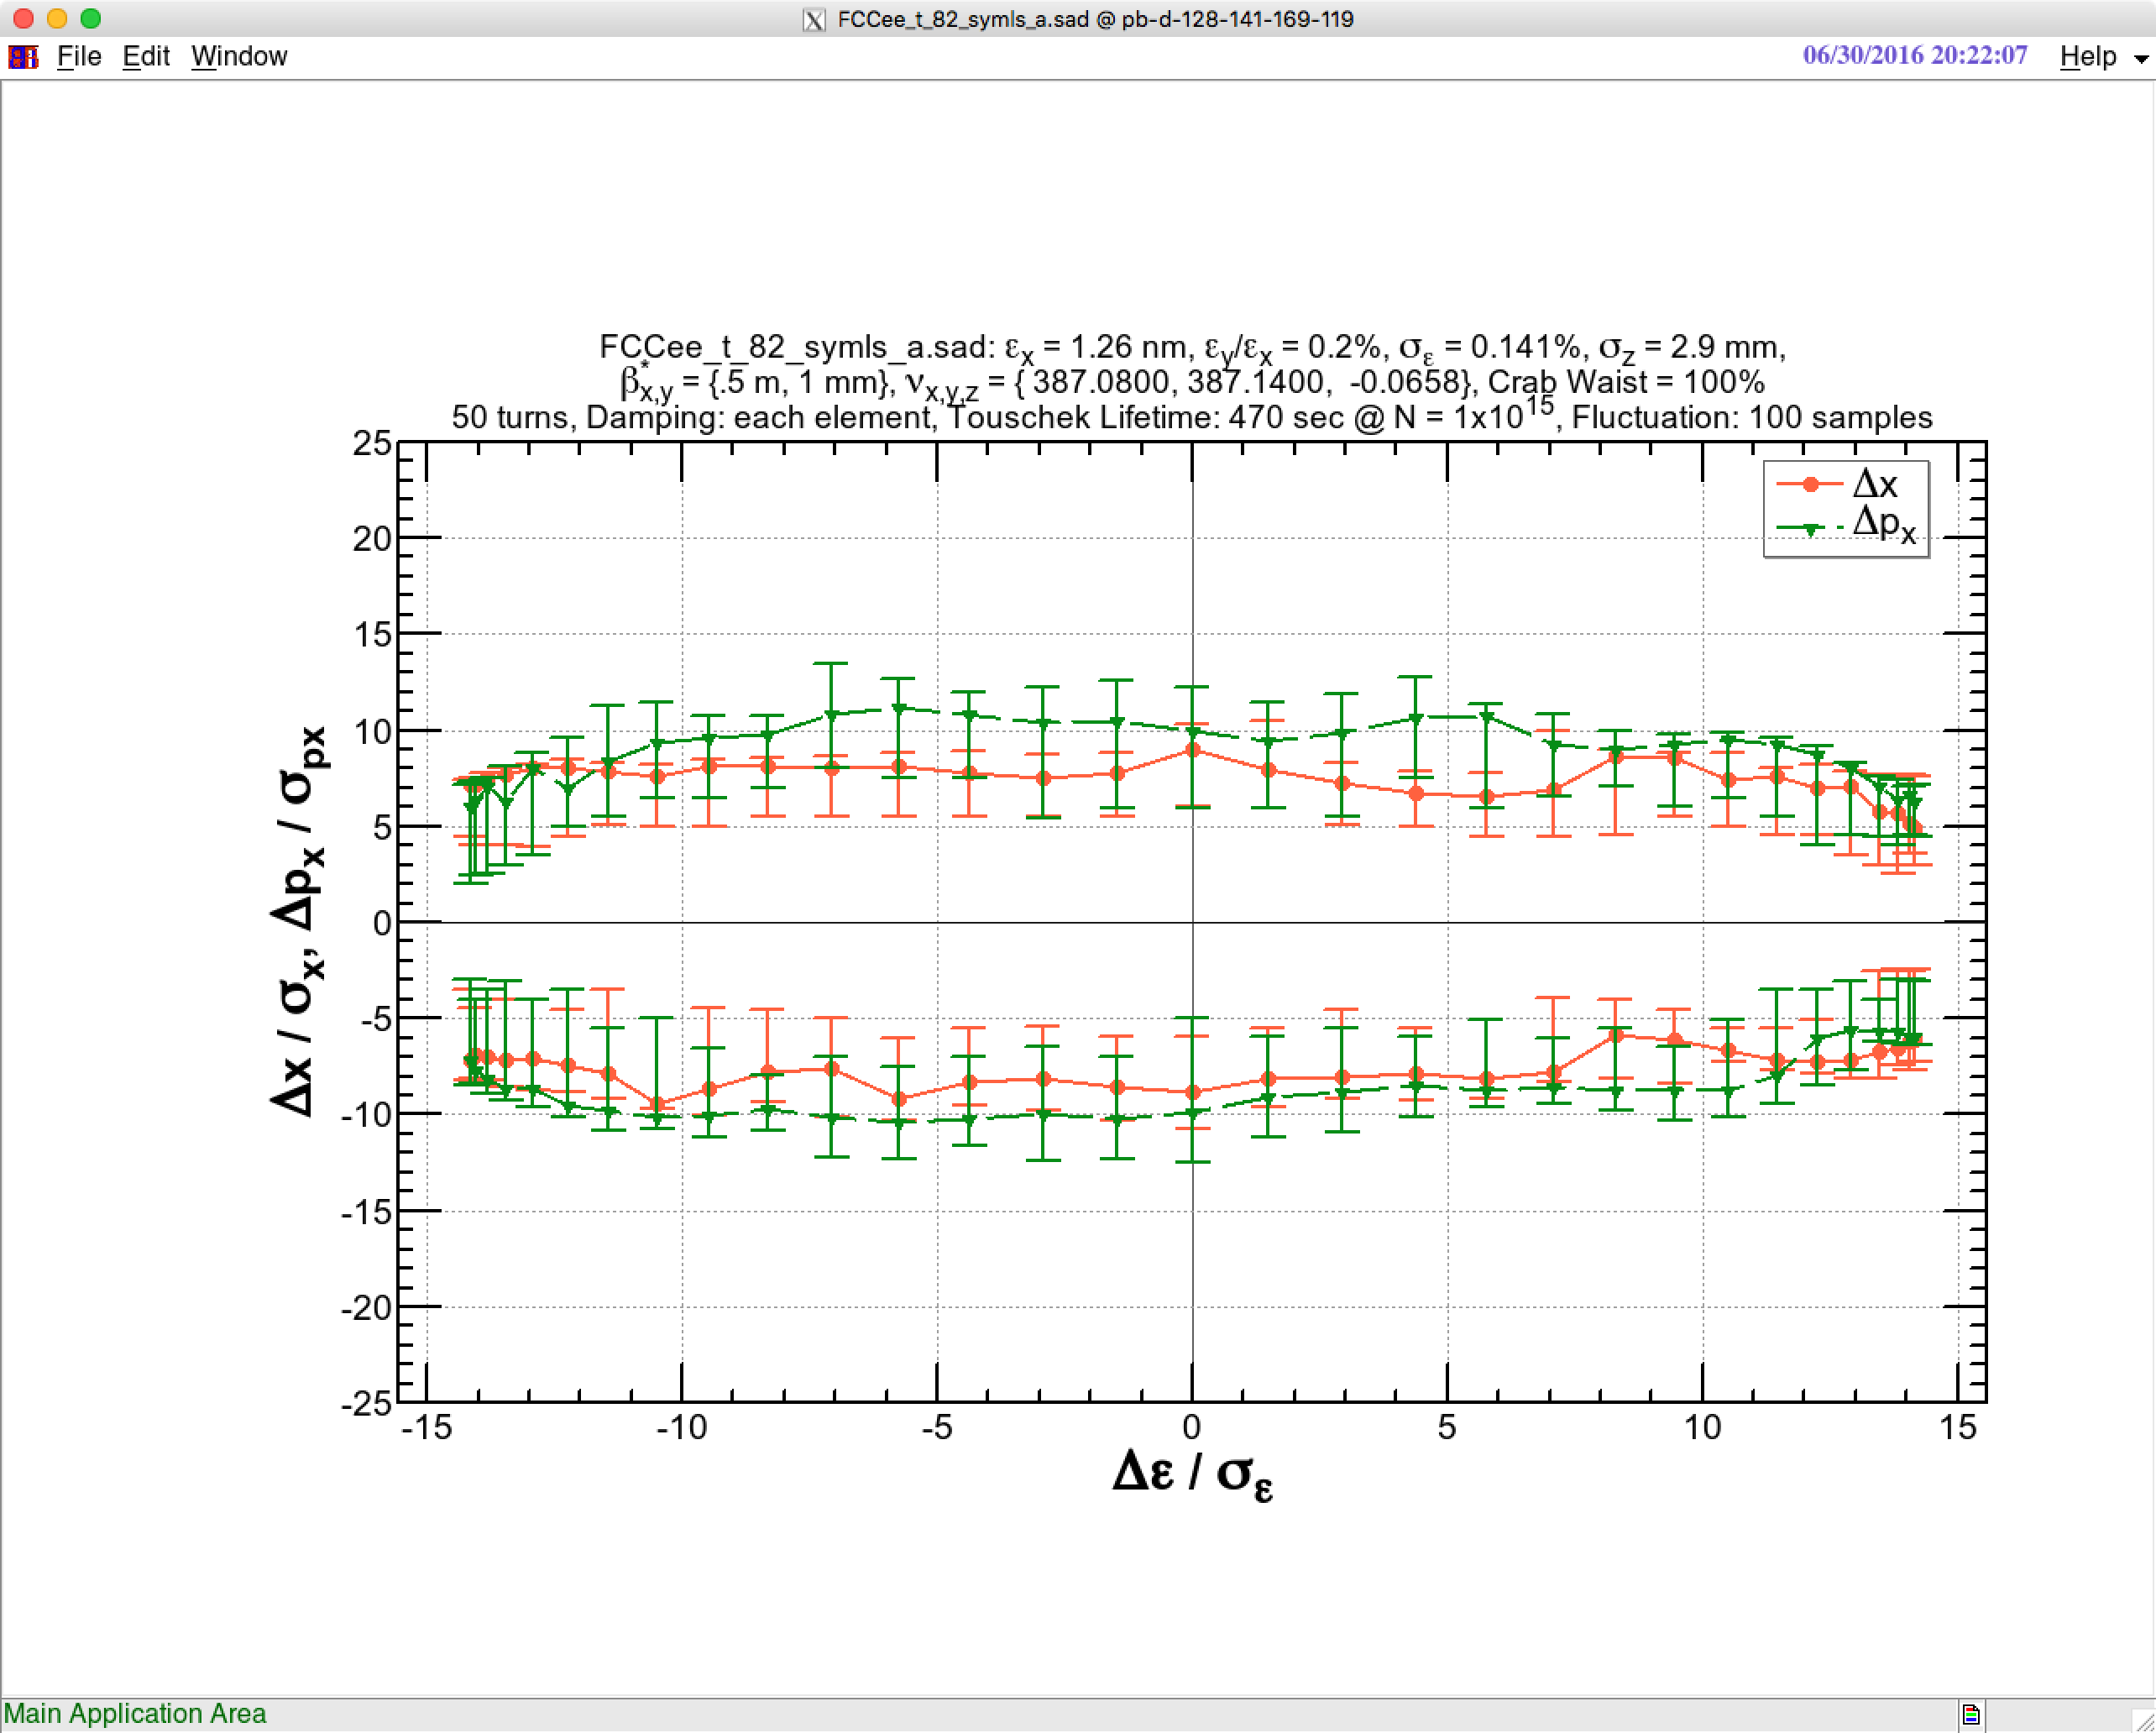 FCCee_t_82_symls_a.sad @ pb-d-128-141-169-119
File Edit Window 06/30/2016 20:22:07 Help
FCCee_t_82_symls_a.sad: εx = 1.26 nm, εy/εx = 0.2%, σε = 0.141%, σz = 2.9 mm,
β*x,y = {.5 m, 1 mm}, νx,y,z = { 387.0800, 387.1400, -0.0658}, Crab Waist = 100%
50 turns, Damping: each element, Touschek Lifetime: 470 sec @ N = 1x10^15, Fluctuation: 100 samples
Δx
Δpx
25
20
15
10
5
0
-5
-10
-15
-20
-25
Δx / σx, Δpx / σpx
-15 -10 -5 0 5 10 15
Δε / σε
Main Application Area